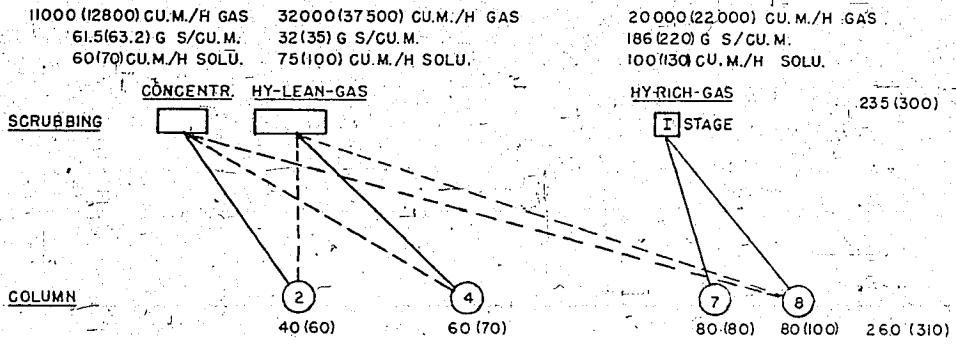 11000 (12800) CU.M./H GAS 32000 (37500) CU.M./H GAS 20000 (22000) CU.M./H GAS
61.5 (63.2) G S/CU.M. 32 (35) G S/CU.M. 186 (220) G S/CU.M.
60 (70) CU.M./H SOLU. 75 (100) CU.M./H SOLU. 100 (130) CU.M./H SOLU.
CONCENTR. HY-LEAN-GAS HY-RICH-GAS 235 (300)
SCRUBBING I STAGE
COLUMN 2 4 7 8
40 (60) 60 (70) 80 (80) 80 (100) 260 (310)